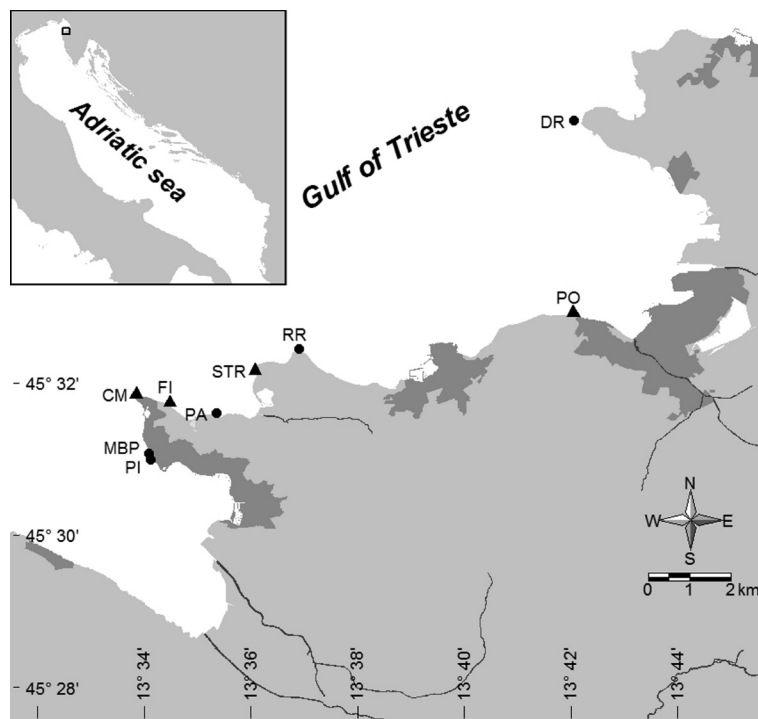 Adriatic sea
Gulf of Trieste
DR
PO
RR
STR
FI
CM
PA
MBP
PI
45° 32'
45° 30'
45° 28'
13° 34'
13° 36'
13° 38'
13° 40'
13° 42'
13° 44'
N
W E
S
0 1 2 km